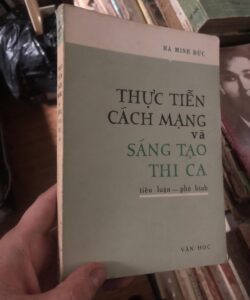 HÀ MINH ĐỨC
THỰC TIỄN
CÁCH MẠNG
và
SÁNG TẠO
THI CA
tiểu luận — phê bình
VĂN HỌC